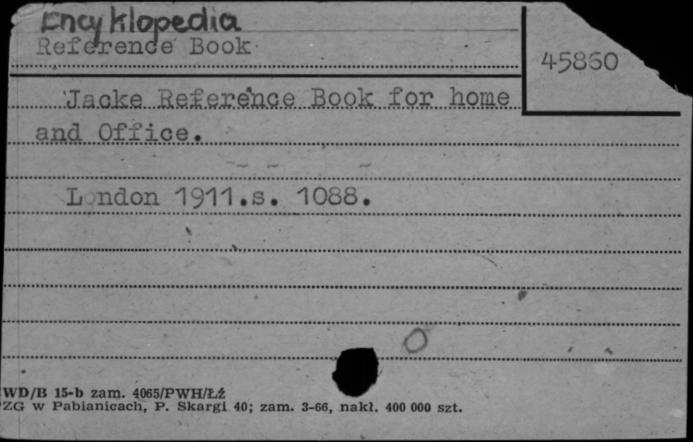 Encyklopedia
Reference Book
45860
Jacke Reference Book for home
and Office.
London 1911.s. 1088.
WD/B 15-b zam. 4065/PWH/Łź
ZG w Pabianicach, P. Skargi 40; zam. 3-66, nakł. 400 000 szt.